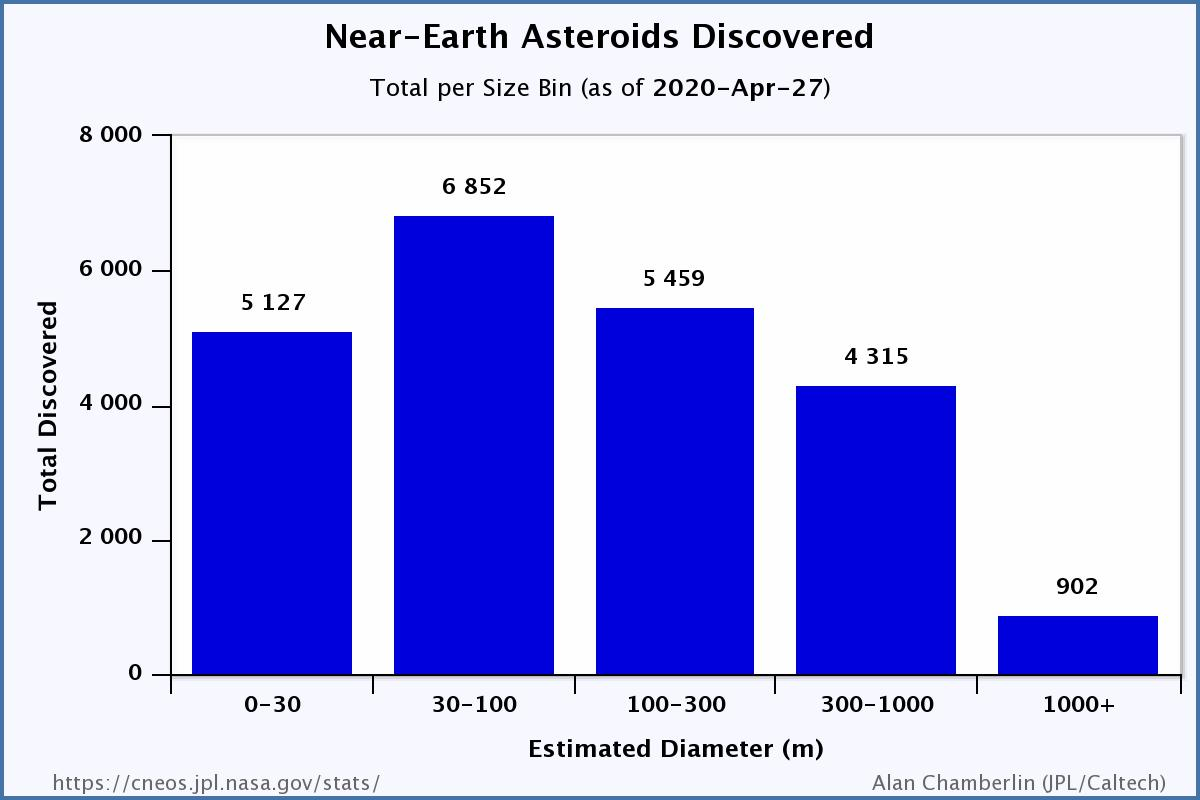 Near-Earth Asteroids Discovered
Total per Size Bin (as of 2020-Apr-27)
8 000
6 000
4 000
2 000
0
Total Discovered
5 127
6 852
5 459
4 315
902
0-30
30-100
100-300
300-1000
1000+
Estimated Diameter (m)
https://cneos.jpl.nasa.gov/stats/
Alan Chamberlin (JPL/Caltech)